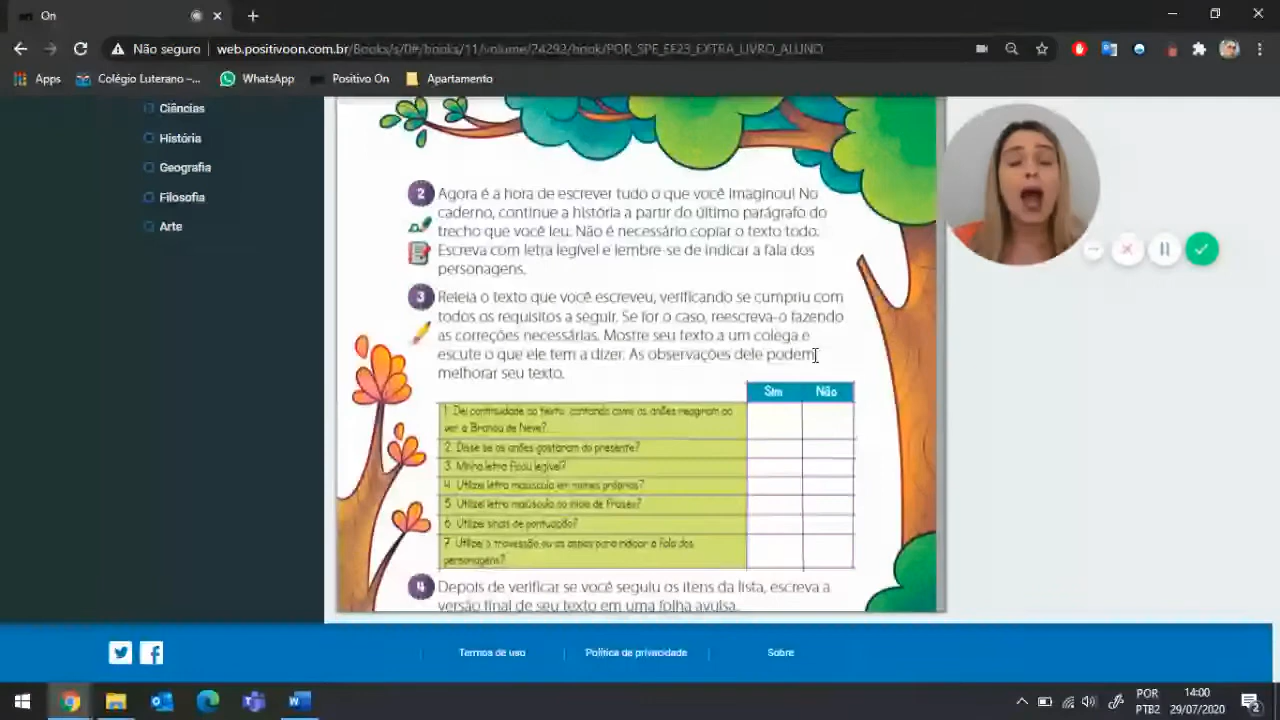 On
Não seguro | web.positivoon.com.br/Books/s/0#/books/11/volume/74292/book/POR_SPE_EF23_EXTRA_LIVRO_ALUNO
Apps Colégio Luterano –... WhatsApp Positivo On Apartamento
Ciências
História
Geografia
Filosofia
Arte
2 Agora é a hora de escrever tudo o que você imaginou! No
caderno, continue a história a partir do último parágrafo do
trecho que você leu. Não é necessário copiar o texto todo.
Escreva com letra legível e lembre-se de indicar a fala dos
personagens.
3 Releia o texto que você escreveu, verificando se cumpriu com
todos os requisitos a seguir. Se for o caso, reescreva-o fazendo
as correções necessárias. Mostre seu texto a um colega e
escute o que ele tem a dizer. As observações dele podem
melhorar seu texto.
Sim Não
1 Dei continuidade ao texto, contando como os anões reagiram ao
ver a Branca de Neve?
2 Disse se os anões gostaram do presente?
3 Minha letra ficou legível?
4 Utilizei letra maiúscula em nomes próprios?
5 Utilizei letra maiúscula no início de frases?
6 Utilizei sinais de pontuação?
7 Utilizei o travessão ou as aspas para indicar a fala dos
personagens?
4 Depois de verificar se você seguiu os itens da lista, escreva a
versão final de seu texto em uma folha avulsa.
Termos de uso | Política de privacidade | Sobre
POR 14:00
PTB2 29/07/2020 2